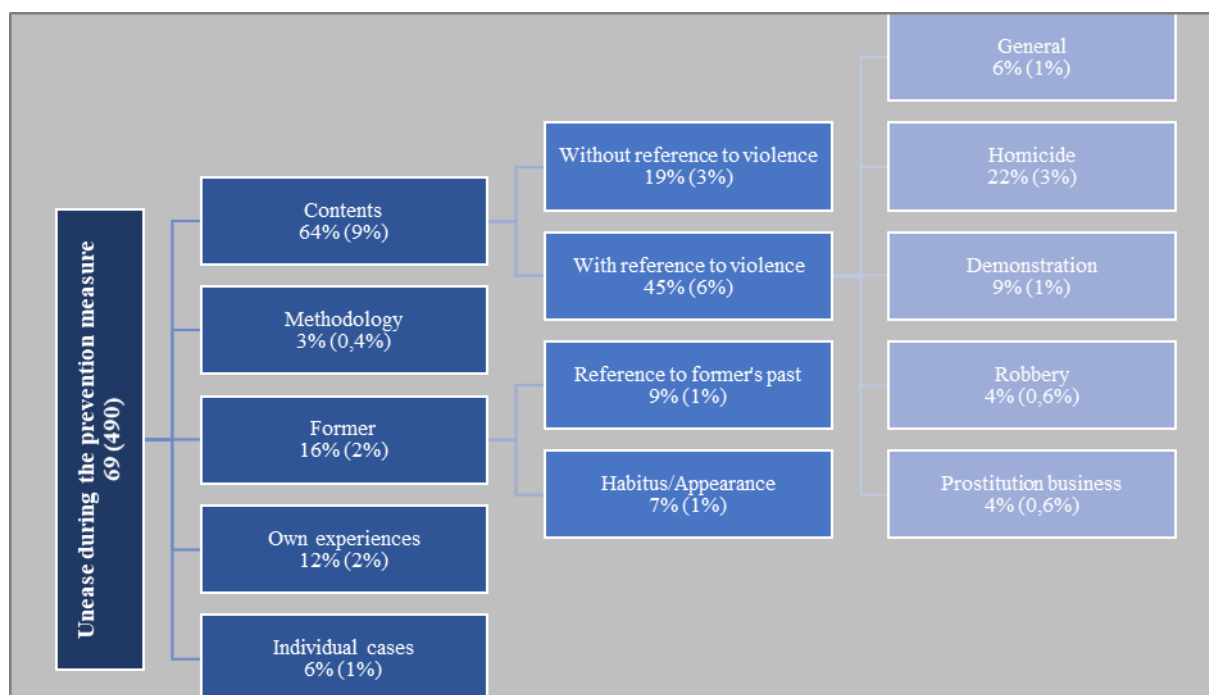 Unease during the prevention measure
69 (490)
Contents
64% (9%)
Methodology
3% (0,4%)
Former
16% (2%)
Own experiences
12% (2%)
Individual cases
6% (1%)
Without reference to violence
19% (3%)
With reference to violence
45% (6%)
Reference to former's past
9% (1%)
Habitus/Appearance
7% (1%)
General
6% (1%)
Homicide
22% (3%)
Demonstration
9% (1%)
Robbery
4% (0,6%)
Prostitution business
4% (0,6%)